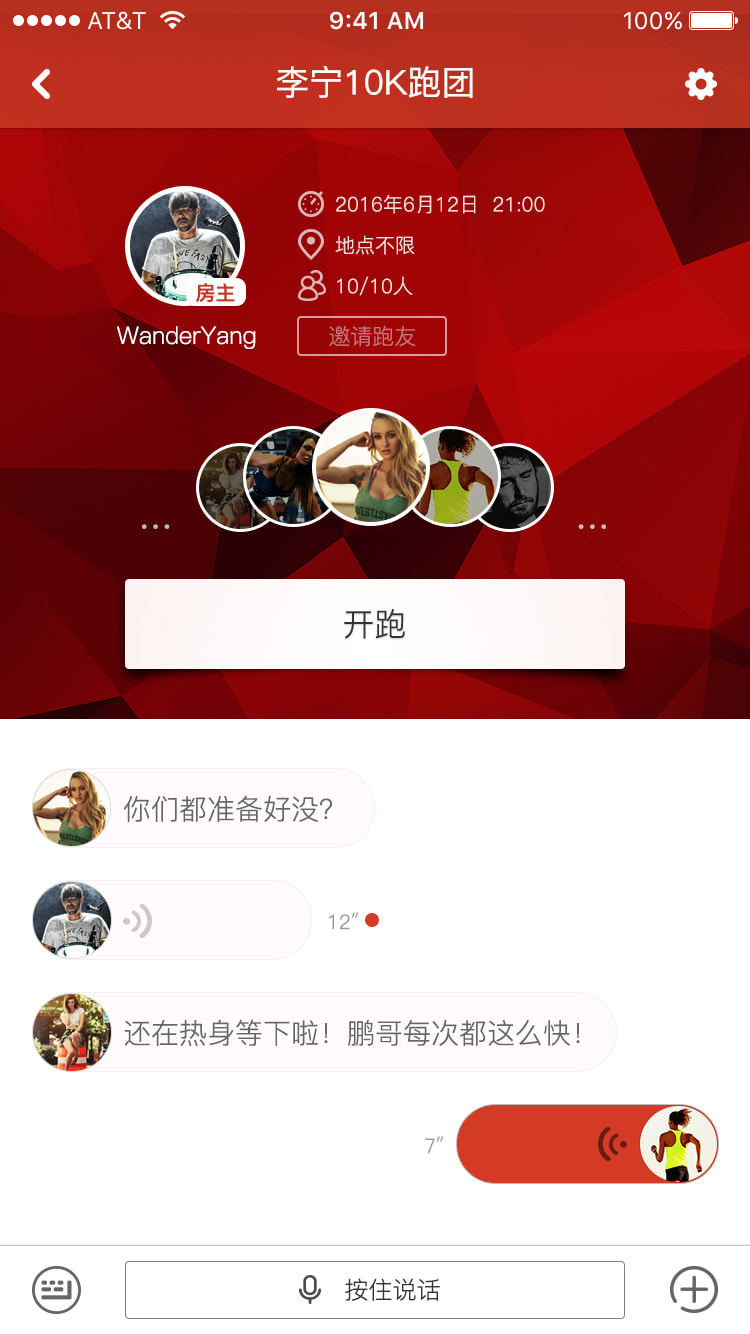 AT&T 9:41 AM 100%
李宁10K跑团
2016年6月12日 21:00
地点不限
10/10人
房主
WanderYang
邀请跑友
...
...
开跑
你们都准备好没?
12″
还在热身等下啦！鹏哥每次都这么快！
7″
按住说话